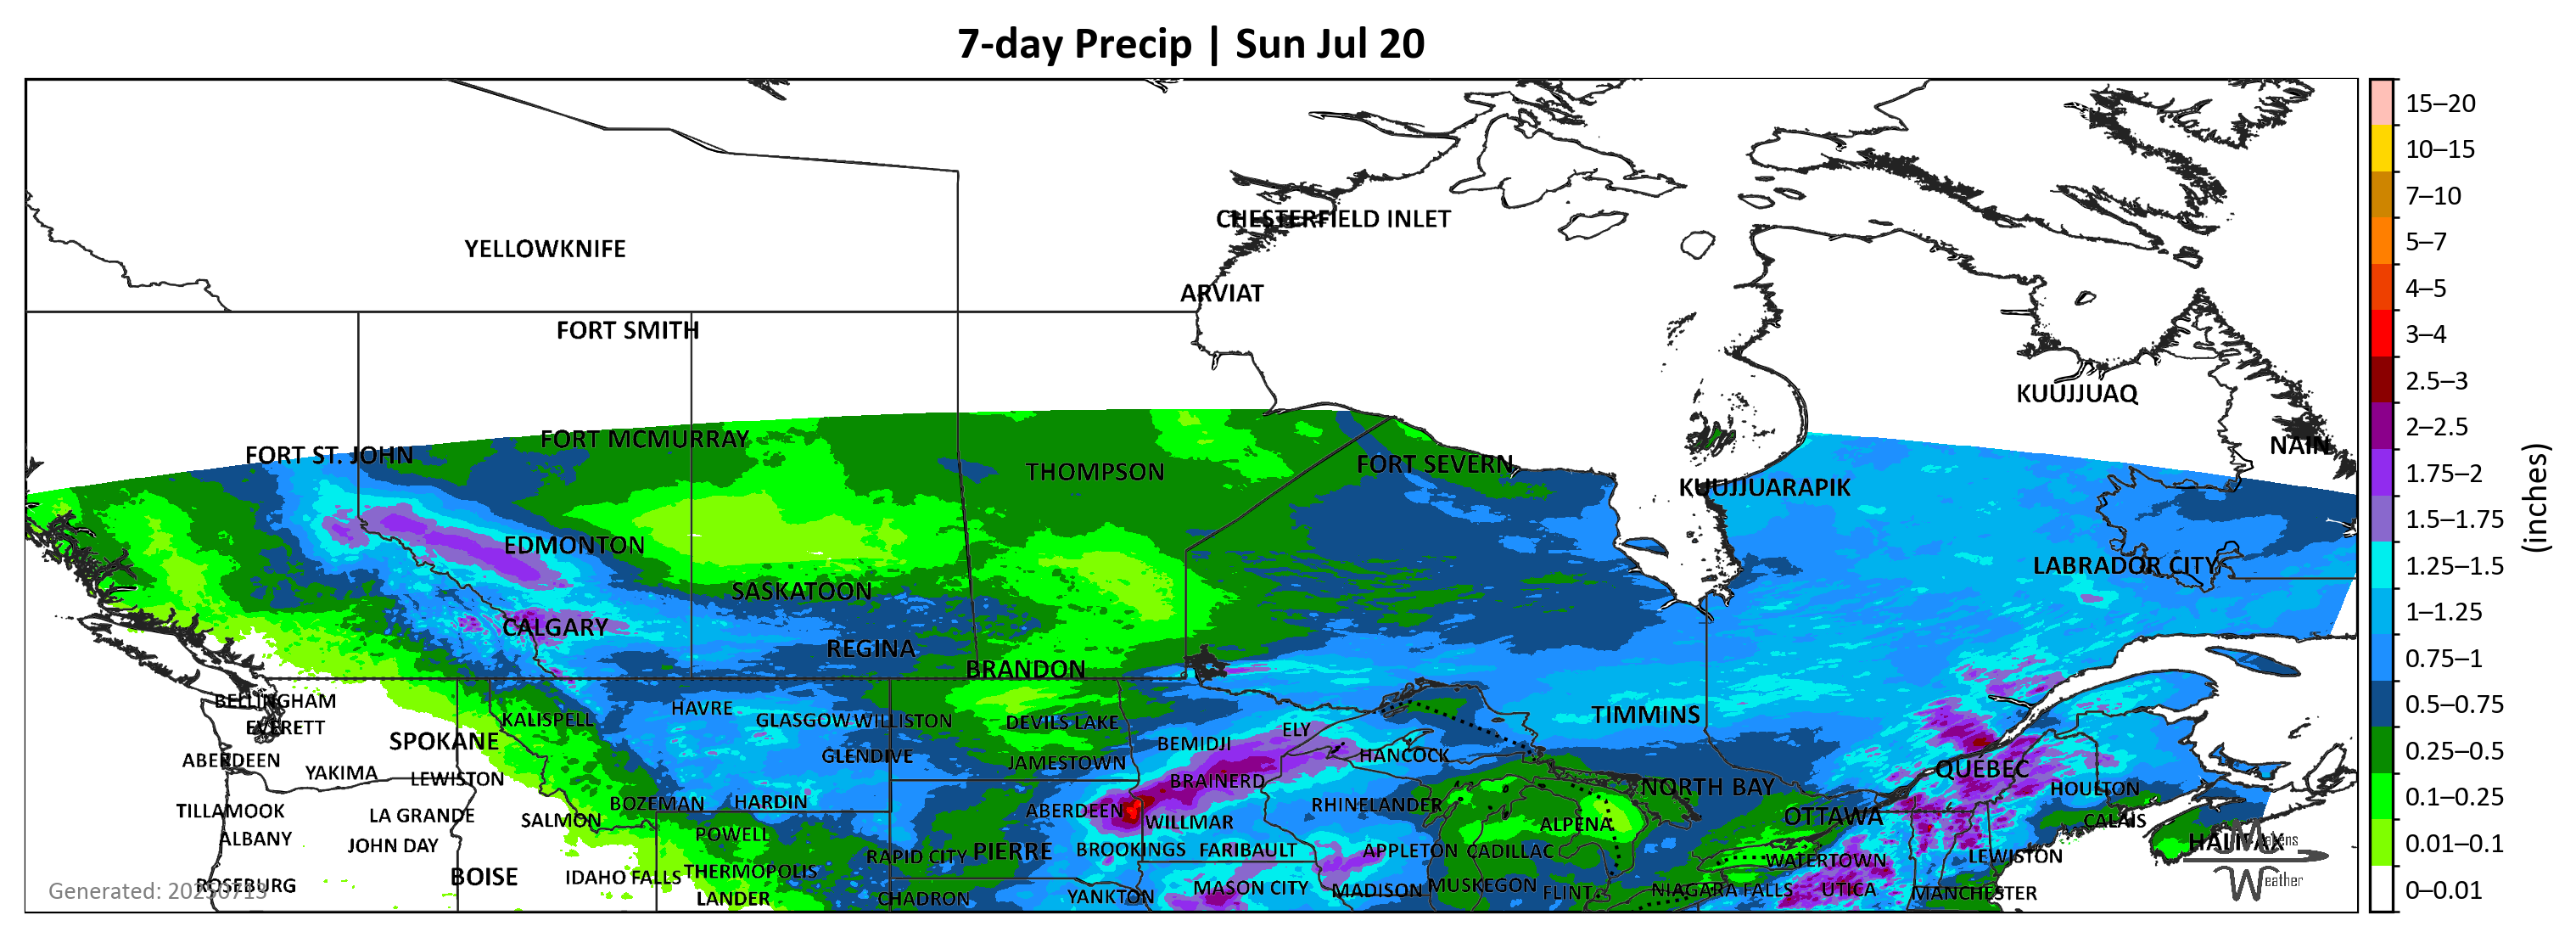 7-day Precip | Sun Jul 20
CHESTERFIELD INLET
YELLOWKNIFE
ARVIAT
FORT SMITH
KUUJJUAQ
FORT MCMURRAY
NAIN
FORT ST. JOHN
THOMPSON
FORT SEVERN
KUUJJUARAPIK
EDMONTON
LABRADOR CITY
SASKATOON
CALGARY
REGINA
BRANDON
BELLINGHAM
HAVRE
KALISPELL
GLASGOW
WILLISTON
DEVILS LAKE
TIMMINS
EVERETT
ELY
SPOKANE
BEMIDJI
ABERDEEN
GLENDIVE
JAMESTOWN
HANCOCK
QUÉBEC
YAKIMA
LEWISTON
BRAINERD
NORTH BAY
HOULTON
BOZEMAN
HARDIN
RHINELANDER
TILLAMOOK
LA GRANDE
SALMON
ABERDEEN
WILLMAR
ALPENA
OTTAWA
CALAIS
ALBANY
JOHN DAY
POWELL
RAPID CITY
PIERRE
BROOKINGS
FARIBAULT
APPLETON
CADILLAC
WATERTOWN
LEWISTON
HALIFAX
BOISE
IDAHO FALLS
THERMOPOLIS
ROSEBURG
LANDER
CHADRON
YANKTON
MASON CITY
MADISON
MUSKEGON
FLINT
NIAGARA FALLS
UTICA
MANCHESTER
Generated: 20250713
Makens
Weather
15–20
10–15
7–10
5–7
4–5
3–4
2.5–3
2–2.5
1.75–2
1.5–1.75
1.25–1.5
1–1.25
0.75–1
0.5–0.75
0.25–0.5
0.1–0.25
0.01–0.1
0–0.01
(inches)